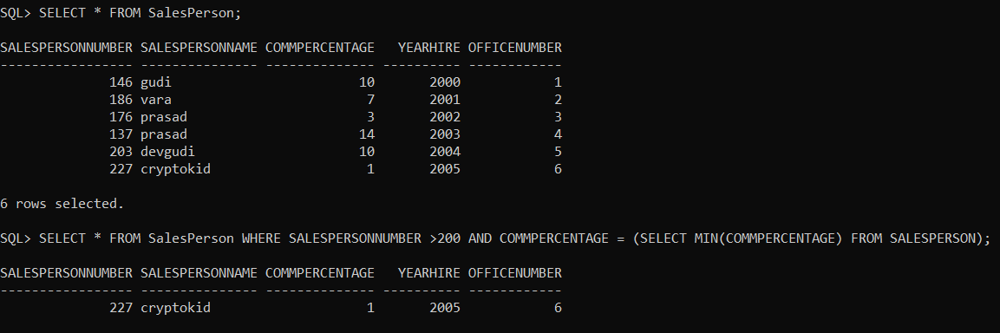 SQL> SELECT * FROM SalesPerson;
SALESPERSONNUMBER SALESPERSONNAME COMMPERCENTAGE   YEARHIRE OFFICENUMBER
----------------- --------------- -------------- ---------- ------------
              146 gudi                        10       2000            1
              186 vara                         7       2001            2
              176 prasad                       3       2002            3
              137 prasad                      14       2003            4
              203 devgudi                     10       2004            5
              227 cryptokid                    1       2005            6
6 rows selected.
SQL> SELECT * FROM SalesPerson WHERE SALESPERSONNUMBER >200 AND COMMPERCENTAGE = (SELECT MIN(COMMPERCENTAGE) FROM SALESPERSON);
SALESPERSONNUMBER SALESPERSONNAME COMMPERCENTAGE   YEARHIRE OFFICENUMBER
----------------- --------------- -------------- ---------- ------------
              227 cryptokid                    1       2005            6